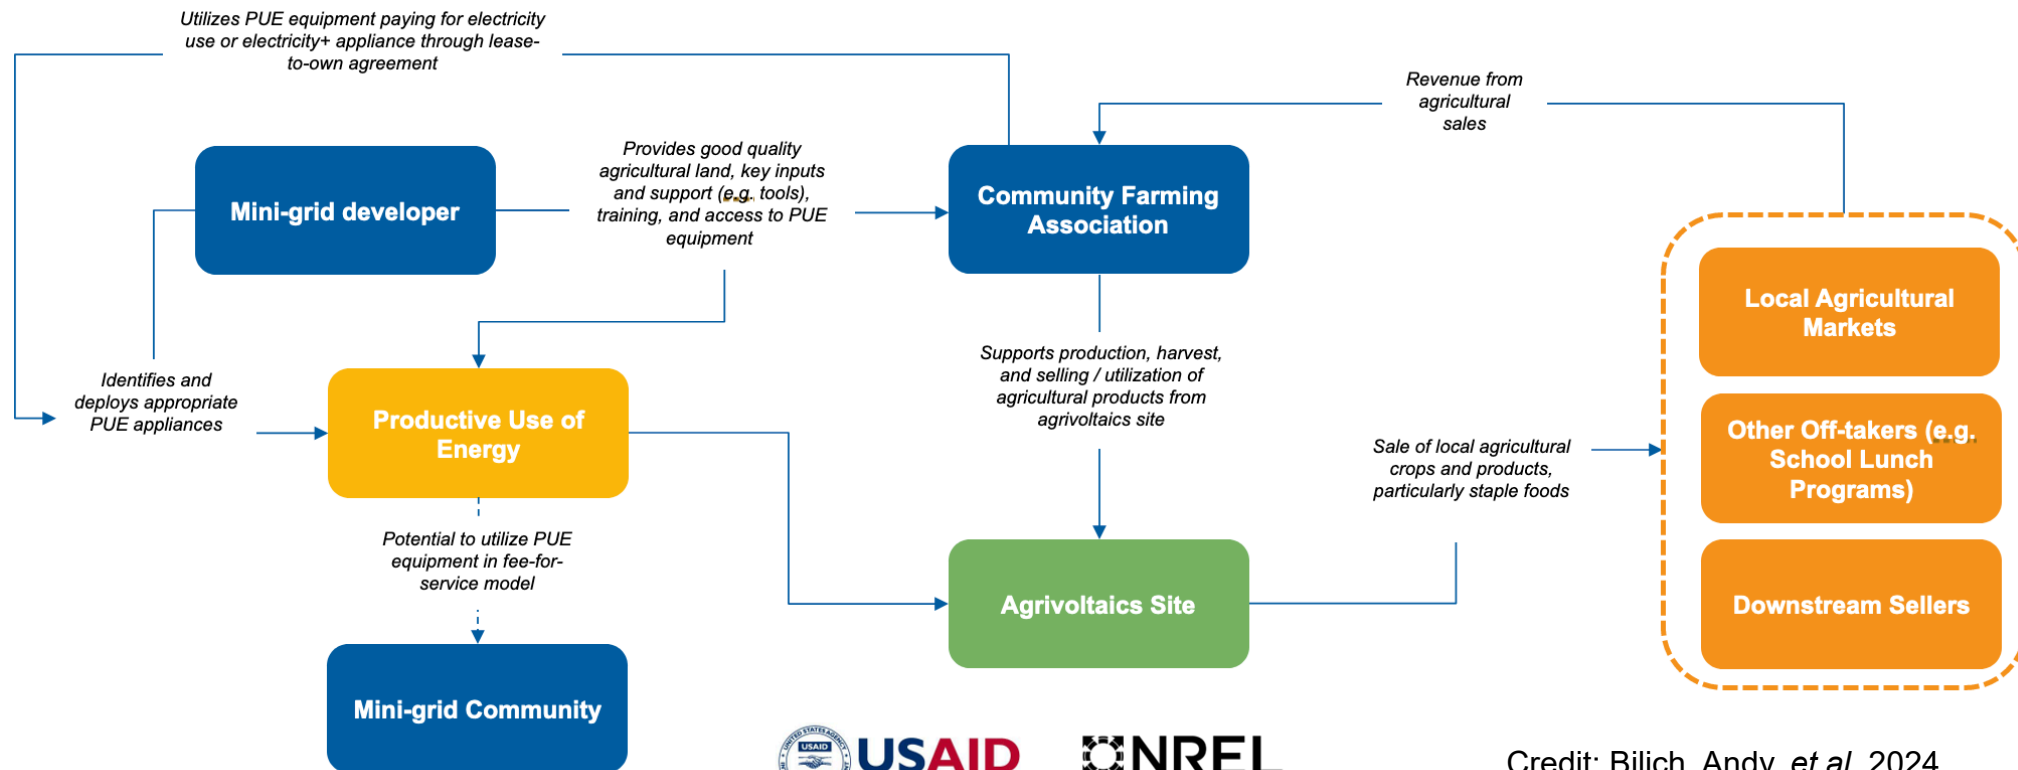 Utilizes PUE equipment paying for electricity
use or electricity+ appliance through lease-
to-own agreement
Revenue from
agricultural
sales
Mini-grid developer
Provides good quality
agricultural land, key inputs
and support (e.g. tools),
training, and access to PUE
equipment
Community Farming
Association
Local Agricultural
Markets
Identifies and
deploys appropriate
PUE appliances
Productive Use of
Energy
Supports production, harvest,
and selling / utilization of
agricultural products from
agrivoltaics site
Sale of local agricultural
crops and products,
particularly staple foods
Other Off-takers (e.g.
School Lunch
Programs)
Potential to utilize PUE
equipment in fee-for-
service model
Agrivoltaics Site
Downstream Sellers
Mini-grid Community
USAID
USAID
NREL
Credit: Bilich, Andy, et al. 2024